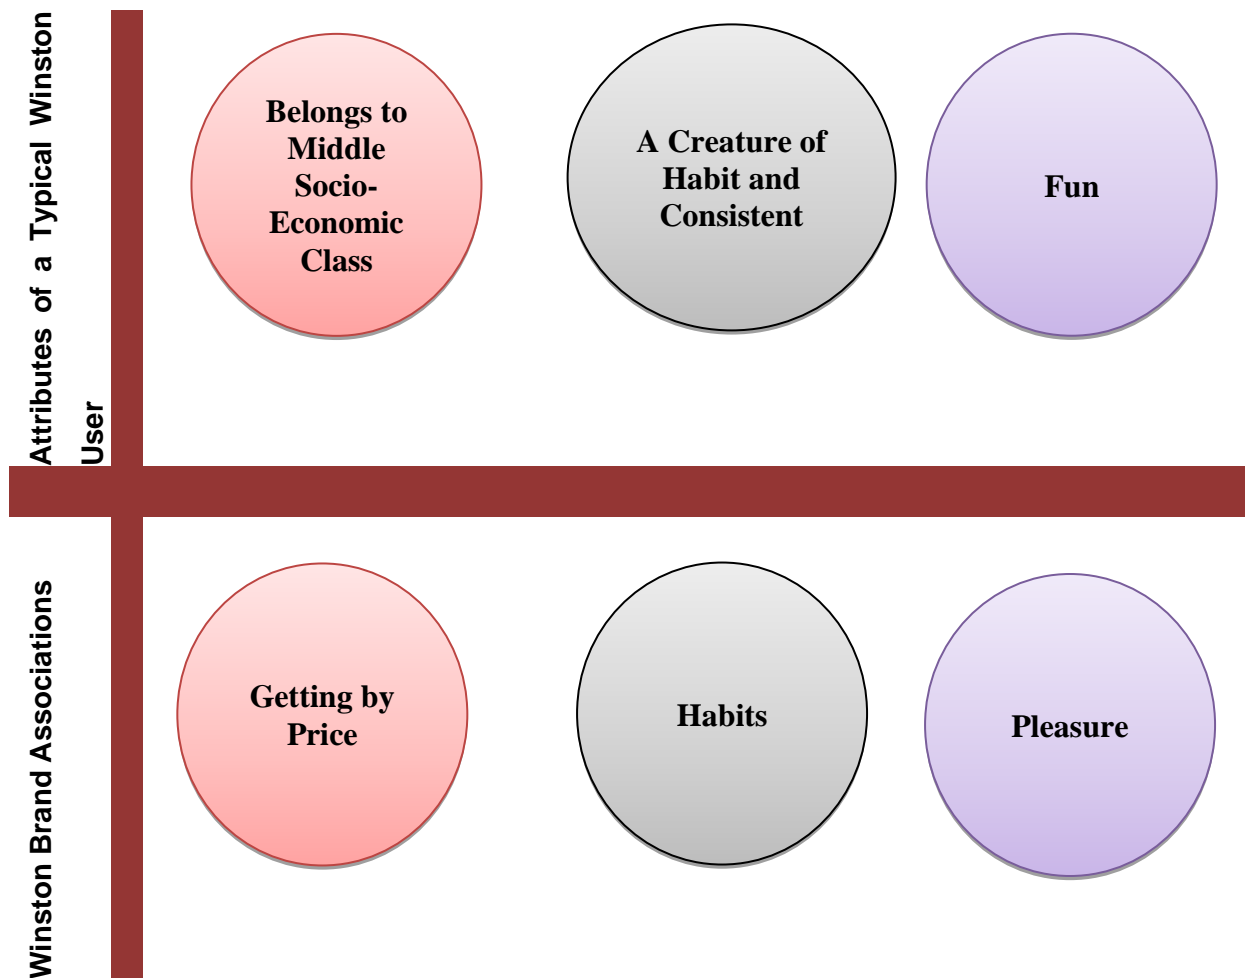 Attributes of a Typical Winston
User
Belongs to
Middle
Socio-
Economic
Class
A Creature of
Habit and
Consistent
Fun
Winston Brand Associations
Getting by
Price
Habits
Pleasure